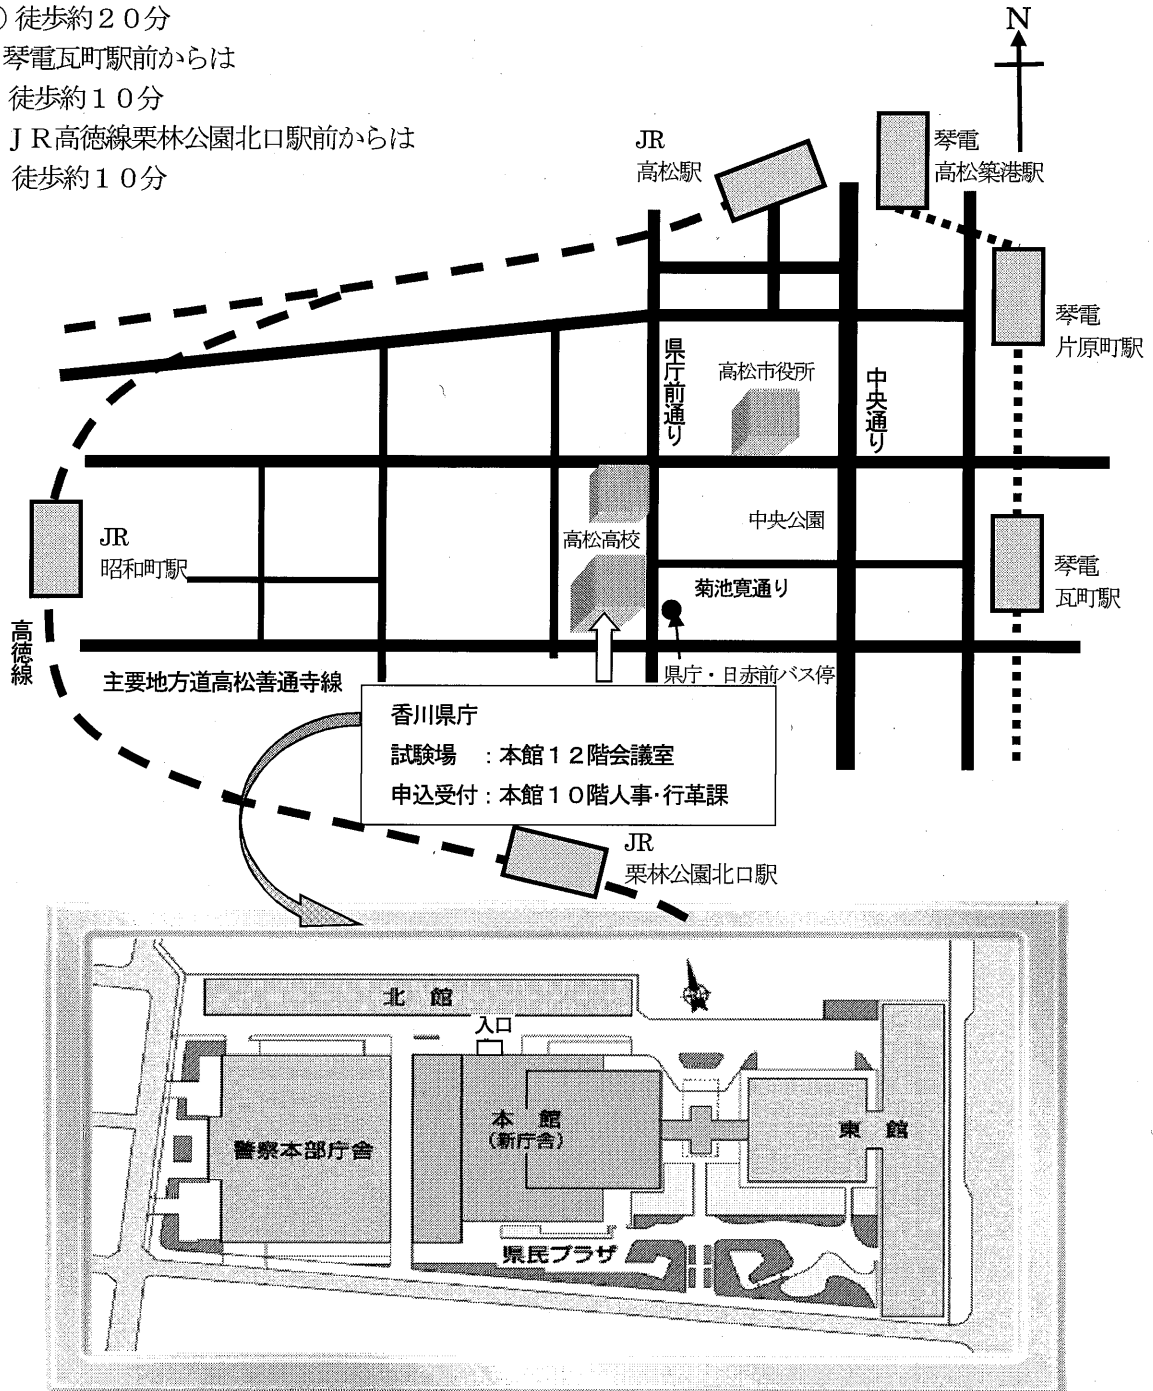 ）徒歩約２０分
琴電瓦町駅前からは
徒歩約１０分
ＪＲ高徳線栗林公園北口駅前からは
徒歩約１０分
N
JR
高松駅
琴電
高松築港駅
琴電
片原町駅
県庁前通り
高松市役所
中央通り
JR
昭和町駅
高松高校
中央公園
菊池寛通り
琴電
瓦町駅
高徳線
主要地方道高松善通寺線
県庁・日赤前バス停
香川県庁
試験場　：本館１２階会議室
申込受付：本館１０階人事・行革課
JR
栗林公園北口駅
北　館
入口
本　館
（新庁舎）
東　館
警察本部庁舎
県民プラザ